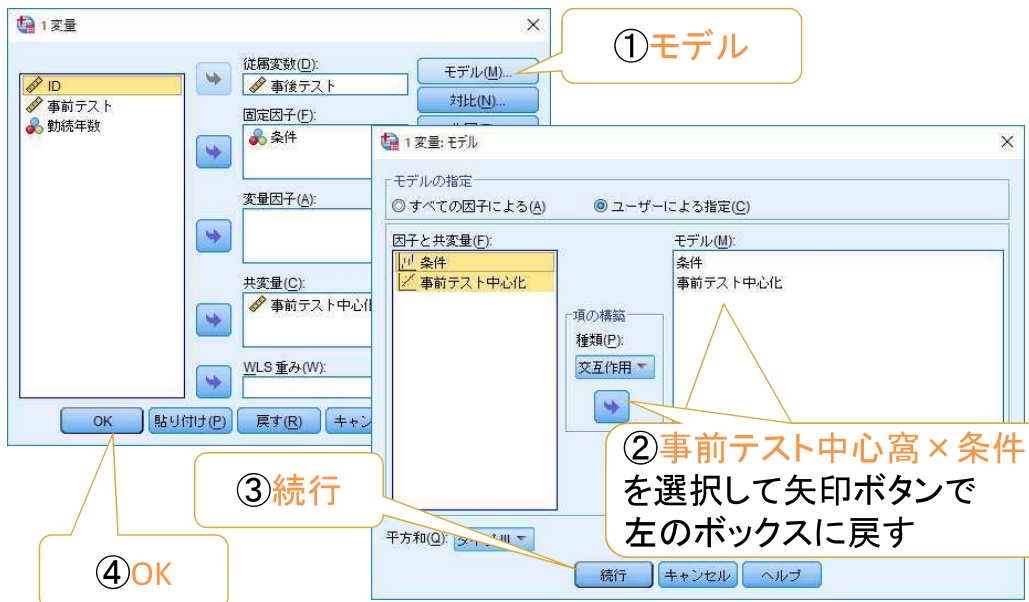 1 変量
①モデル
従属変数(D):
モデル(M)...
ID
事後テスト
事前テスト
対比(N)...
勤続年数
固定因子(F):
条件
変量因子(A):
共変量(C):
事前テスト中心化
WLS 重み(W):
OK
貼り付け(P)
戻す(R)
1 変量: モデル
モデルの指定
すべての因子による(A)
ユーザーによる指定(C)
因子と共変量(F):
モデル(M):
条件
条件
事前テスト中心化
事前テスト中心化
項の構築
種類(P):
交互作用
②事前テスト中心窩×条件
を選択して矢印ボタンで
左のボックスに戻す
③続行
平方和(Q):
④OK
続行
キャンセル
ヘルプ